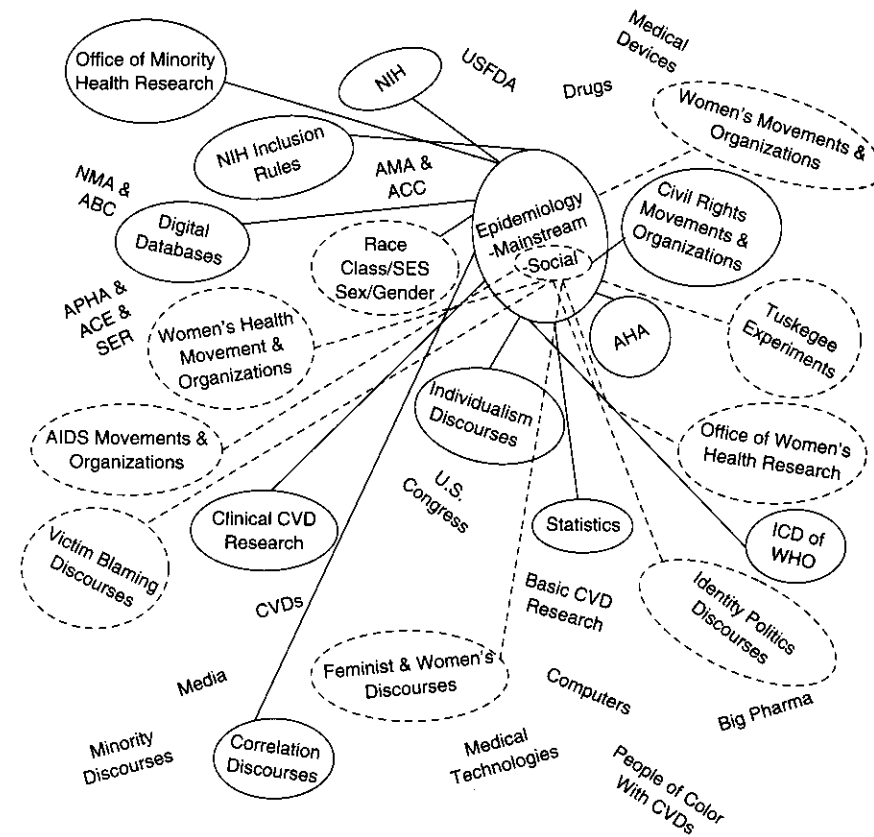 Office of Minority
Health Research
NIH
USFDA
Medical
Devices
Drugs
Women's Movements &
Organizations
NIH Inclusion
Rules
AMA &
ACC
NMA &
ABC
Digital
Databases
Race
Class/SES
Sex/Gender
Epidemiology
-Mainstream
-Social
Civil Rights
Movements &
Organizations
APHA &
ACE &
SER
Women's Health
Movement &
Organizations
AHA
Tuskegee
Experiments
Individualism
Discourses
AIDS Movements &
Organizations
Office of Women's
Health Research
U.S.
Congress
Clinical CVD
Research
Statistics
ICD of
WHO
Victim Blaming
Discourses
CVDs
Basic CVD
Research
Identity Politics
Discourses
Media
Feminist & Women's
Discourses
Computers
Big Pharma
Minority
Discourses
Correlation
Discourses
Medical
Technologies
People of Color
With CVDs